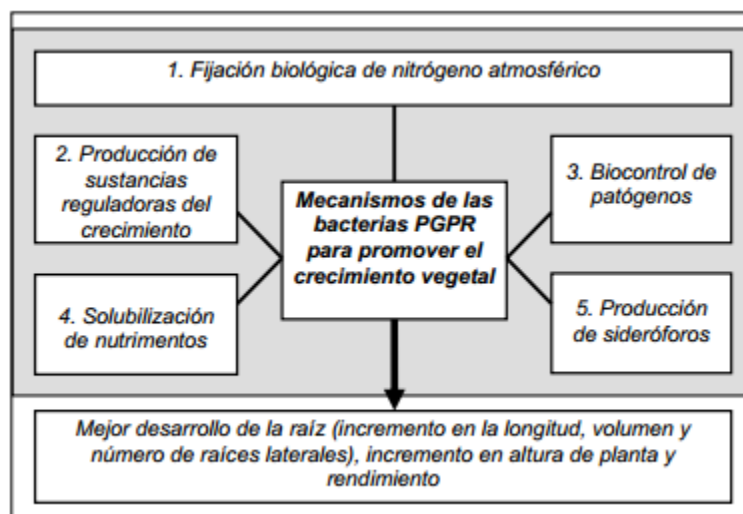 1. Fijación biológica de nitrógeno atmosférico
2. Producción de
sustancias
reguladoras del
crecimiento
3. Biocontrol de
patógenos
Mecanismos de las
bacterias PGPR
para promover el
crecimiento vegetal
4. Solubilización
de nutrimentos
5. Producción
de sideróforos
Mejor desarrollo de la raíz (incremento en la longitud, volumen y
número de raíces laterales), incremento en altura de planta y
rendimiento